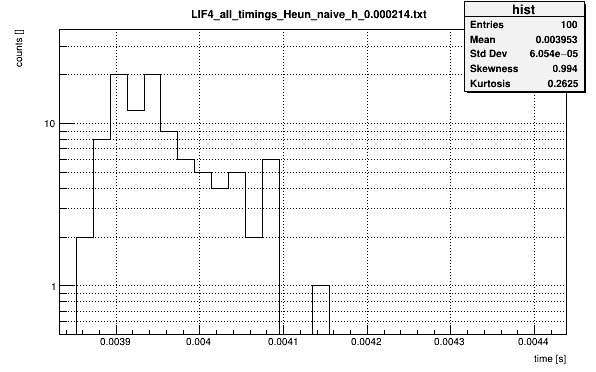 LIF4_all_timings_Heun_naive_h_0.000214.txt
hist
Entries 100
Mean 0.003953
Std Dev 6.054e−05
Skewness 0.994
Kurtosis 0.2625
counts []
10
1
0.0039 0.004 0.0041 0.0042 0.0043 0.0044
time [s]